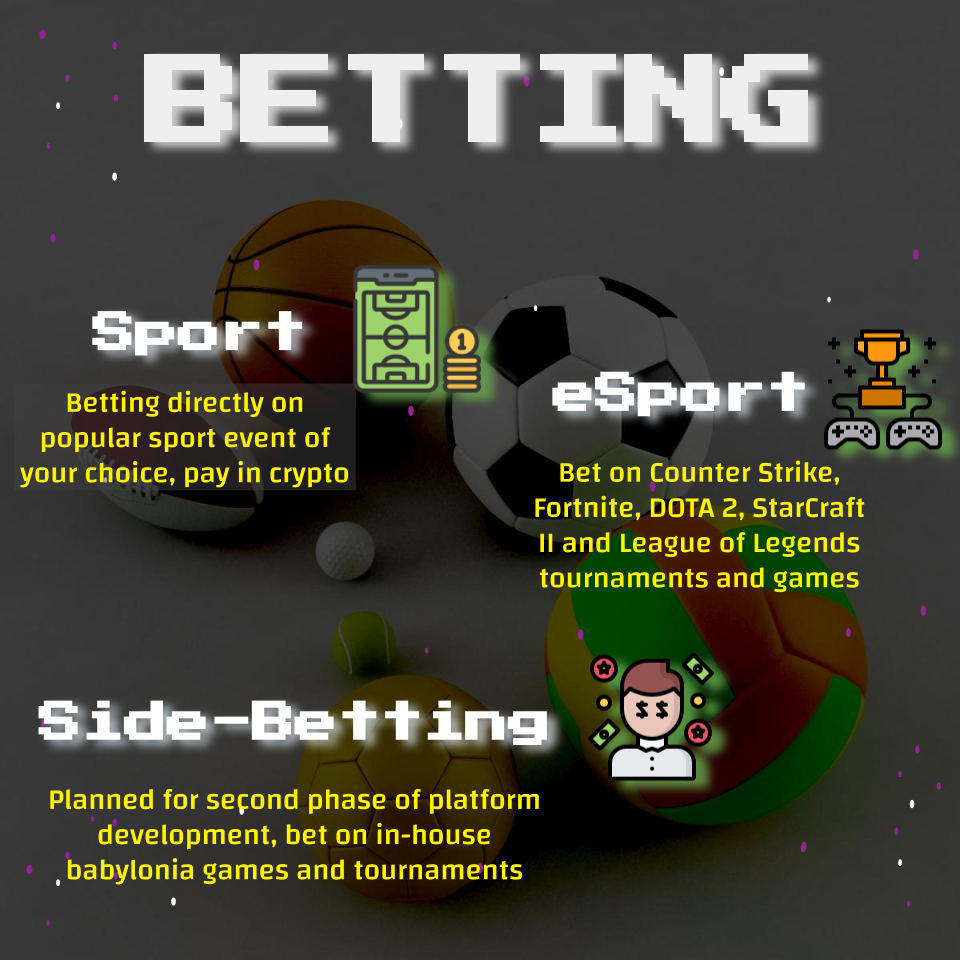 BETTING
Sport
Betting directly on
popular sport event of
your choice, pay in crypto
1
eSport
Bet on Counter Strike,
Fortnite, DOTA 2, StarCraft
II and League of Legends
tournaments and games
Side-Betting
$ $
Planned for second phase of platform
development, bet on in-house
babylonia games and tournaments